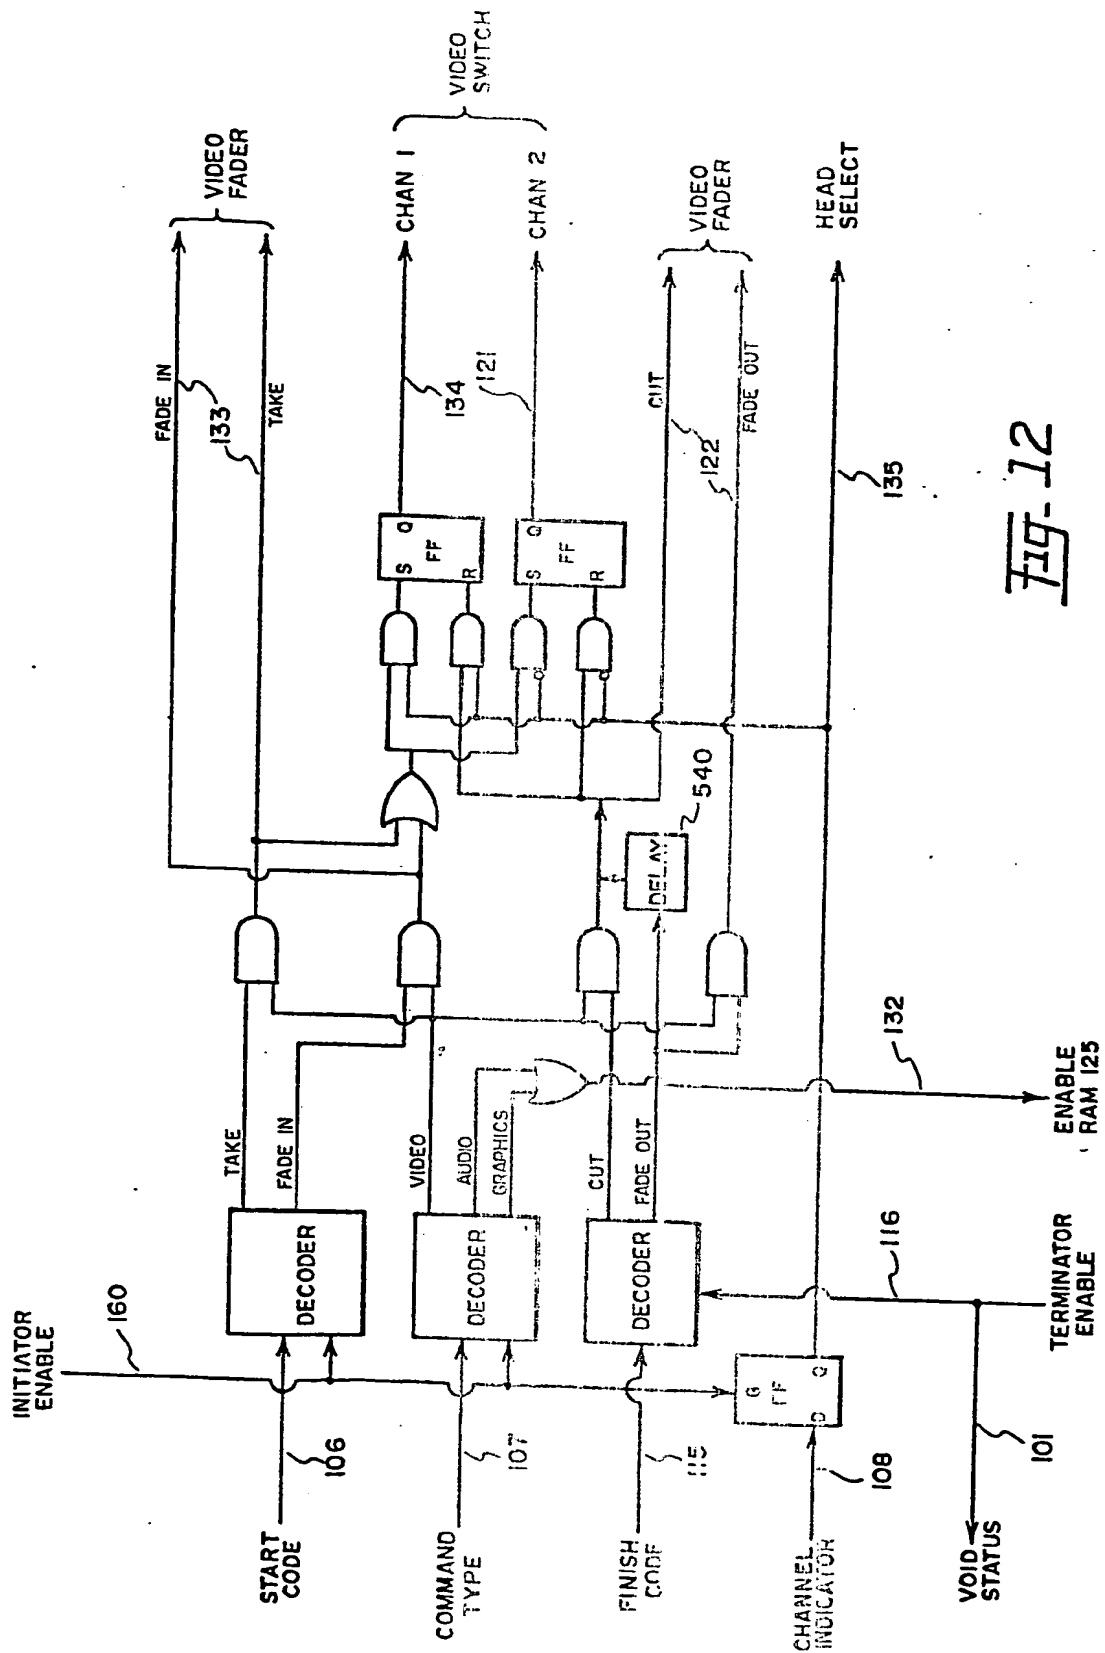 INITIATOR
ENABLE
160
START
CODE
106
DECODER
TAKE
FADE IN
FADE IN
133
TAKE
VIDEO
FADER
COMMAND
TYPE
107
DECODER
VIDEO
AUDIO
GRAPHICS
S
Q
FF
R
134
CHAN 1
S
Q
FF
R
121
CHAN 2
VIDEO
SWITCH
FINISH
CODE
115
DECODER
CUT
FADE OUT
DELAY
540
CUT
122
FADE OUT
VIDEO
FADER
CHANNEL
INDICATOR
108
G
FF
D
Q
135
HEAD
SELECT
VOID
STATUS
101
116
TERMINATOR
ENABLE
132
ENABLE
RAM 125
Fig. 12